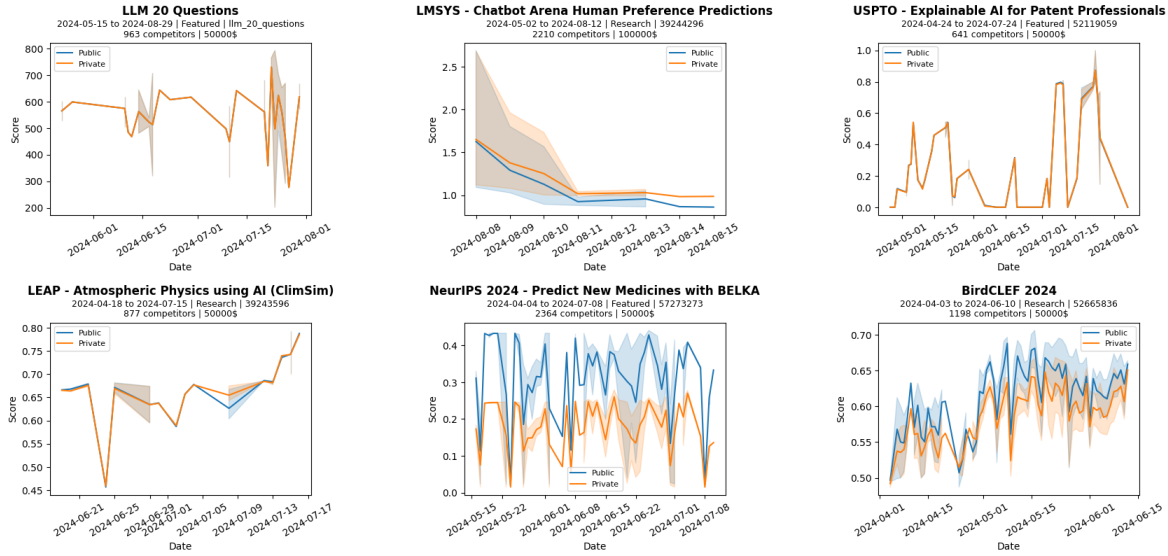 LLM 20 Questions
2024-05-15 to 2024-08-29 | Featured | llm_20_questions
963 competitors | 50000$
Public
Private
800
700
600
500
400
300
200
Score
2024-06-01
2024-06-15
2024-07-01
2024-07-15
2024-08-01
Date
LMSYS - Chatbot Arena Human Preference Predictions
2024-05-02 to 2024-08-12 | Research | 39244296
2210 competitors | 100000$
Public
Private
2.5
2.0
1.5
1.0
Score
2024-08-08
2024-08-09
2024-08-10
2024-08-11
2024-08-12
2024-08-13
2024-08-14
2024-08-15
Date
USPTO - Explainable AI for Patent Professionals
2024-04-24 to 2024-07-24 | Featured | 52119059
641 competitors | 50000$
Public
Private
1.0
0.8
0.6
0.4
0.2
0.0
Score
2024-05-01
2024-05-15
2024-06-01
2024-06-15
2024-07-01
2024-07-15
2024-08-01
Date
LEAP - Atmospheric Physics using AI (ClimSim)
2024-04-18 to 2024-07-15 | Research | 39243596
877 competitors | 50000$
Public
Private
0.80
0.75
0.70
0.65
0.60
0.55
0.50
0.45
Score
2024-06-21
2024-06-25
2024-06-29
2024-07-01
2024-07-05
2024-07-09
2024-07-13
2024-07-17
Date
NeurIPS 2024 - Predict New Medicines with BELKA
2024-04-04 to 2024-07-08 | Featured | 57273273
2364 competitors | 50000$
Public
Private
0.4
0.3
0.2
0.1
0.0
Score
2024-05-15
2024-05-22
2024-06-01
2024-06-08
2024-06-15
2024-06-22
2024-07-01
2024-07-08
Date
BirdCLEF 2024
2024-04-03 to 2024-06-10 | Research | 52665836
1198 competitors | 50000$
Public
Private
0.70
0.65
0.60
0.55
0.50
Score
2024-04-01
2024-04-15
2024-05-01
2024-05-15
2024-06-01
2024-06-15
Date